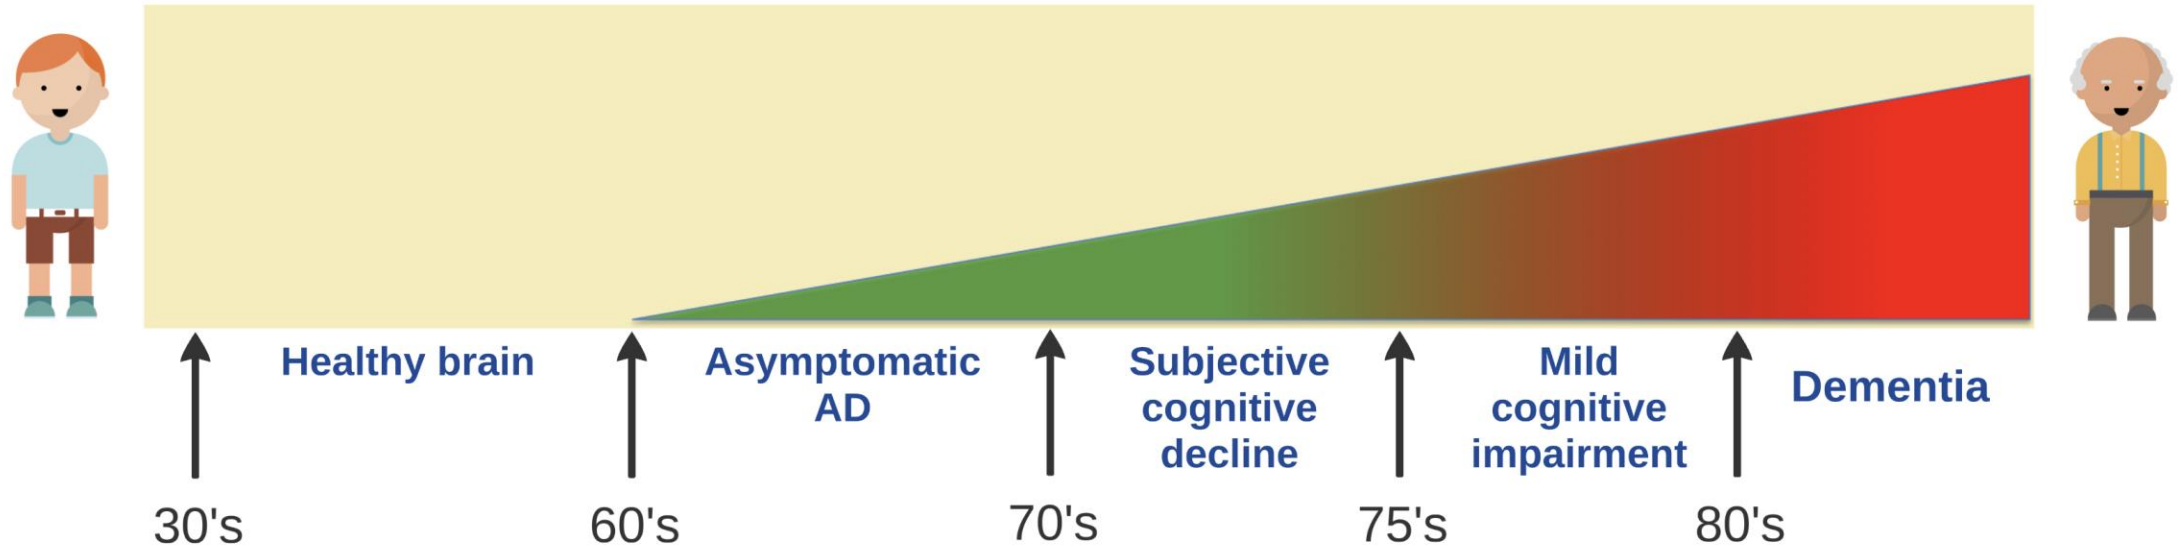 Healthy brain
Asymptomatic
AD
Subjective
cognitive
decline
Mild
cognitive
impairment
Dementia
30's
60's
70's
75's
80's